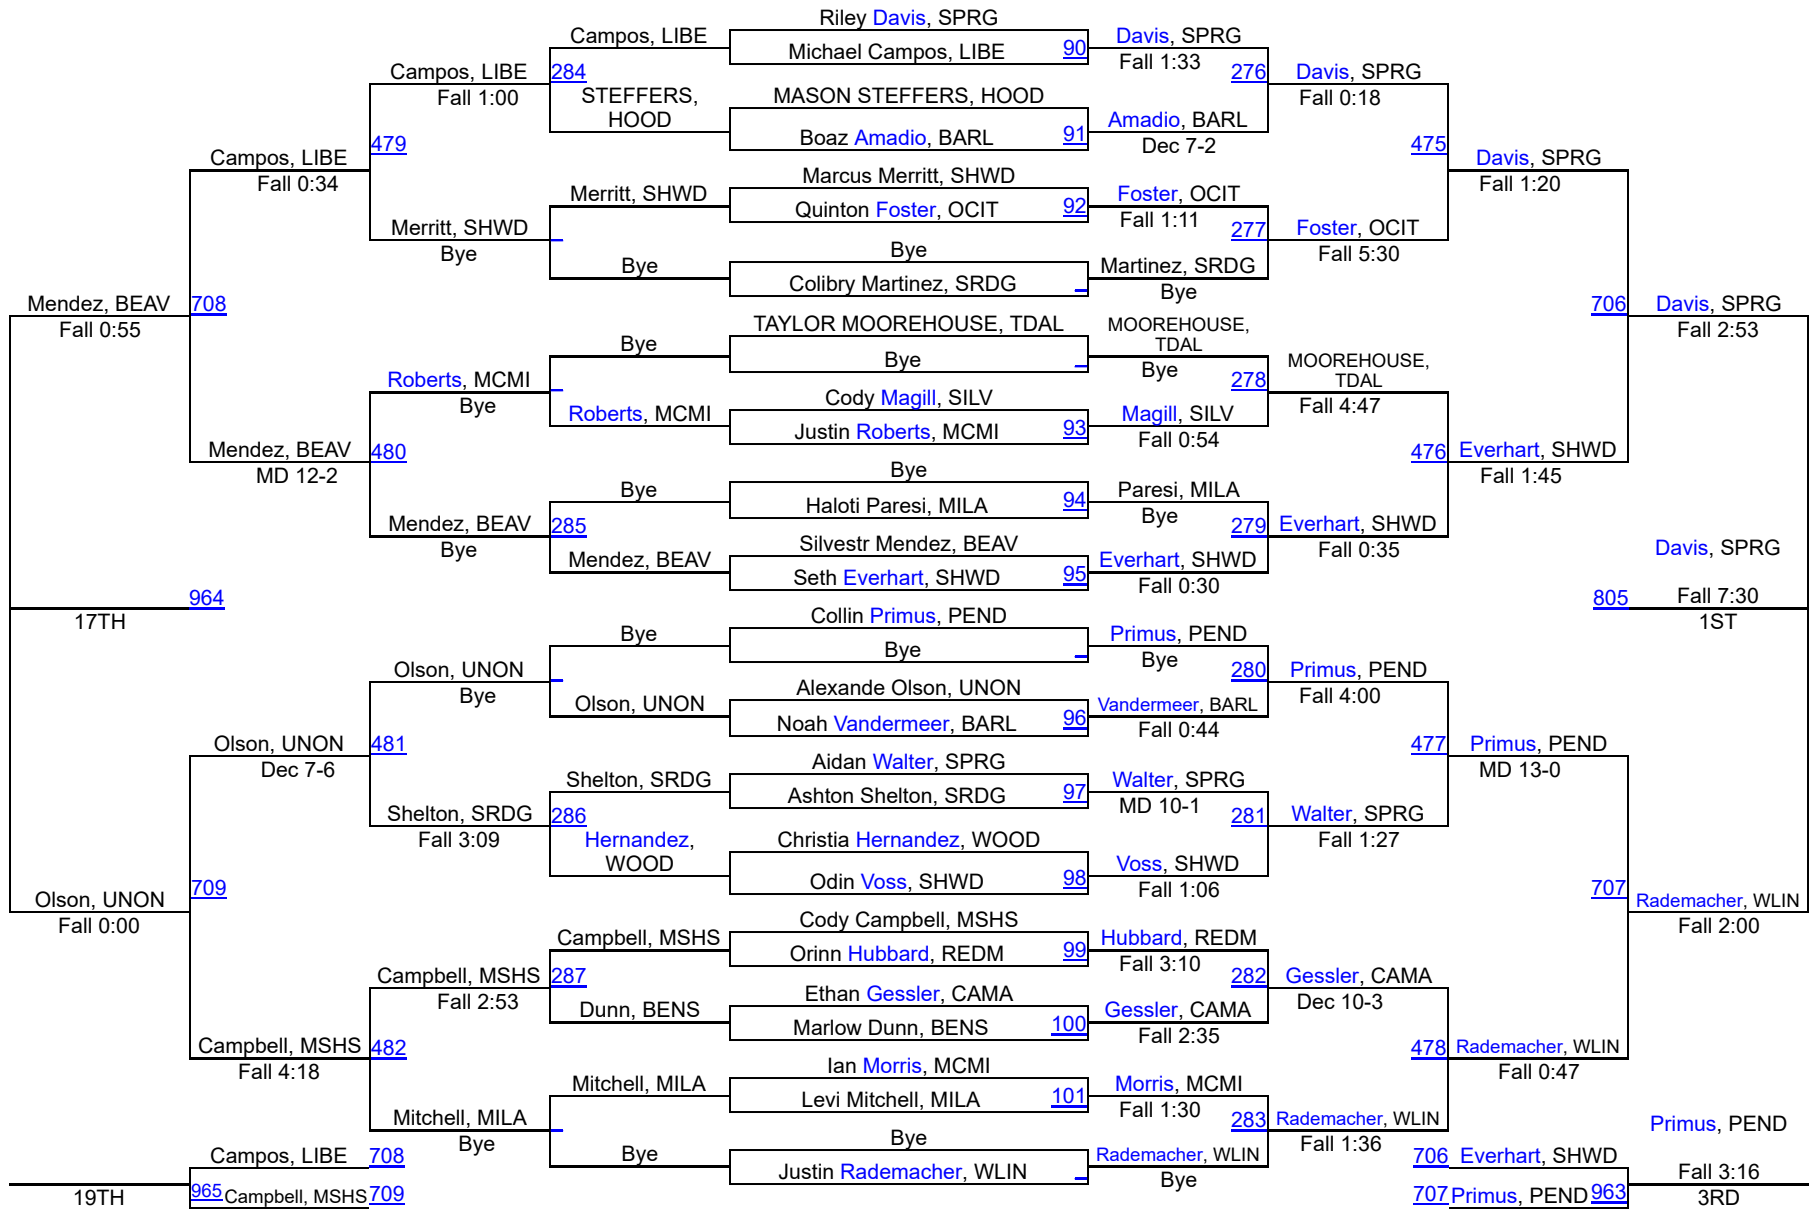 Riley Davis, SPRG
Campos, LIBE
Davis, SPRG
Michael Campos, LIBE
90
Fall 1:33
Campos, LIBE
284
276
Davis, SPRG
Fall 1:00
STEFFERS,
HOOD
MASON STEFFERS, HOOD
Fall 0:18
Amadio, BARL
Boaz Amadio, BARL
91
Dec 7-2
479
475
Campos, LIBE
Davis, SPRG
Fall 0:34
Fall 1:20
Marcus Merritt, SHWD
Merritt, SHWD
Foster, OCIT
Quinton Foster, OCIT
92
Fall 1:11
Merritt, SHWD
277
Foster, OCIT
Bye
Bye
Fall 5:30
Bye
Martinez, SRDG
Colibry Martinez, SRDG
Bye
Mendez, BEAV
708
706
Davis, SPRG
Fall 0:55
Fall 2:53
TAYLOR MOOREHOUSE, TDAL
MOOREHOUSE,
TDAL
Bye
Bye
Bye
MOOREHOUSE,
TDAL
Roberts, MCMI
278
Bye
Cody Magill, SILV
Fall 4:47
Roberts, MCMI
Magill, SILV
Justin Roberts, MCMI
93
Fall 0:54
Mendez, BEAV
480
476
Everhart, SHWD
MD 12-2
Fall 1:45
Bye
Bye
Paresi, MILA
Haloti Paresi, MILA
94
Bye
Mendez, BEAV
285
279
Everhart, SHWD
Bye
Silvestr Mendez, BEAV
Fall 0:35
Davis, SPRG
Mendez, BEAV
Everhart, SHWD
Seth Everhart, SHWD
95
Fall 0:30
964
805
Fall 7:30
17TH
1ST
Collin Primus, PEND
Bye
Primus, PEND
Bye
Bye
Olson, UNON
280
Primus, PEND
Bye
Alexande Olson, UNON
Fall 4:00
Olson, UNON
Vandermeer, BARL
Noah Vandermeer, BARL
96
Fall 0:44
Olson, UNON
481
477
Primus, PEND
Dec 7-6
MD 13-0
Aidan Walter, SPRG
Shelton, SRDG
Walter, SPRG
Ashton Shelton, SRDG
97
MD 10-1
Shelton, SRDG
286
281
Walter, SPRG
Fall 3:09
Hernandez,
WOOD
Christia Hernandez, WOOD
Fall 1:27
Voss, SHWD
Odin Voss, SHWD
98
Fall 1:06
Olson, UNON
709
707
Rademacher, WLIN
Fall 0:00
Fall 2:00
Cody Campbell, MSHS
Campbell, MSHS
Hubbard, REDM
Orinn Hubbard, REDM
99
Fall 3:10
Campbell, MSHS
287
282
Gessler, CAMA
Fall 2:53
Ethan Gessler, CAMA
Dec 10-3
Dunn, BENS
Gessler, CAMA
Marlow Dunn, BENS
100
Fall 2:35
Campbell, MSHS
482
478
Rademacher, WLIN
Fall 4:18
Fall 0:47
Ian Morris, MCMI
Mitchell, MILA
Morris, MCMI
Levi Mitchell, MILA
101
Fall 1:30
Mitchell, MILA
283
Rademacher, WLIN
Bye
Bye
Fall 1:36
Primus, PEND
Bye
Rademacher, WLIN
Justin Rademacher, WLIN
Bye
Campos, LIBE
708
706
Everhart, SHWD
Fall 3:16
19TH
965
Campbell, MSHS
709
707
Primus, PEND
963
3RD